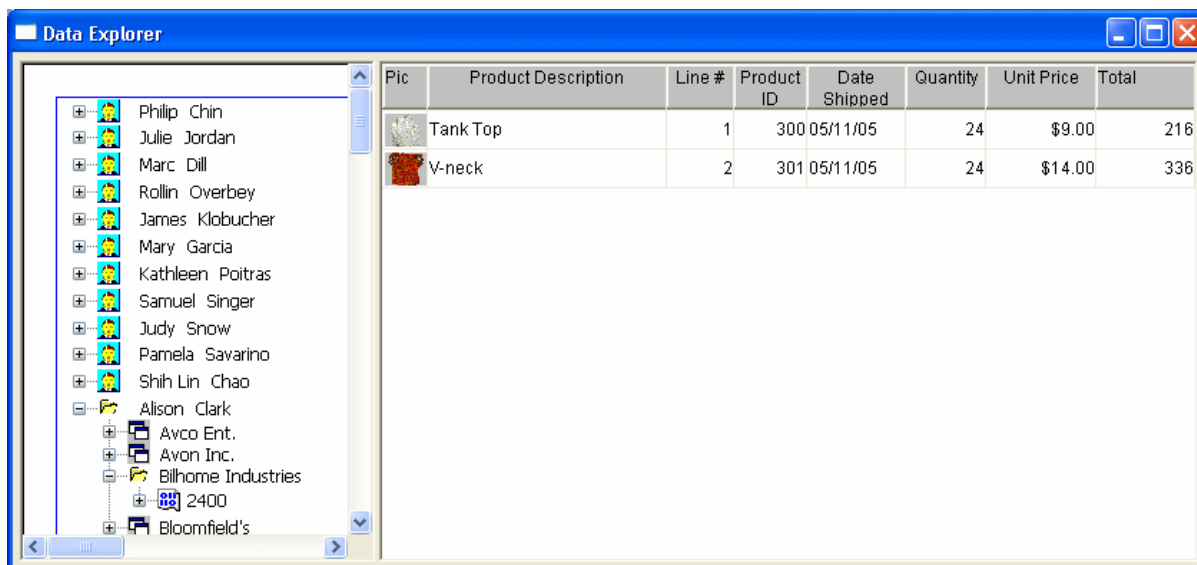 Data Explorer
Philip Chin
Julie Jordan
Marc Dill
Rollin Overbey
James Klobucher
Mary Garcia
Kathleen Poitras
Samuel Singer
Judy Snow
Pamela Savarino
Shih Lin Chao
Alison Clark
Avco Ent.
Avon Inc.
Bilhome Industries
2400
Bloomfield's
Pic Product Description Line # Product ID Date Shipped Quantity Unit Price Total
Tank Top 1 300 05/11/05 24 $9.00 216
V-neck 2 301 05/11/05 24 $14.00 336